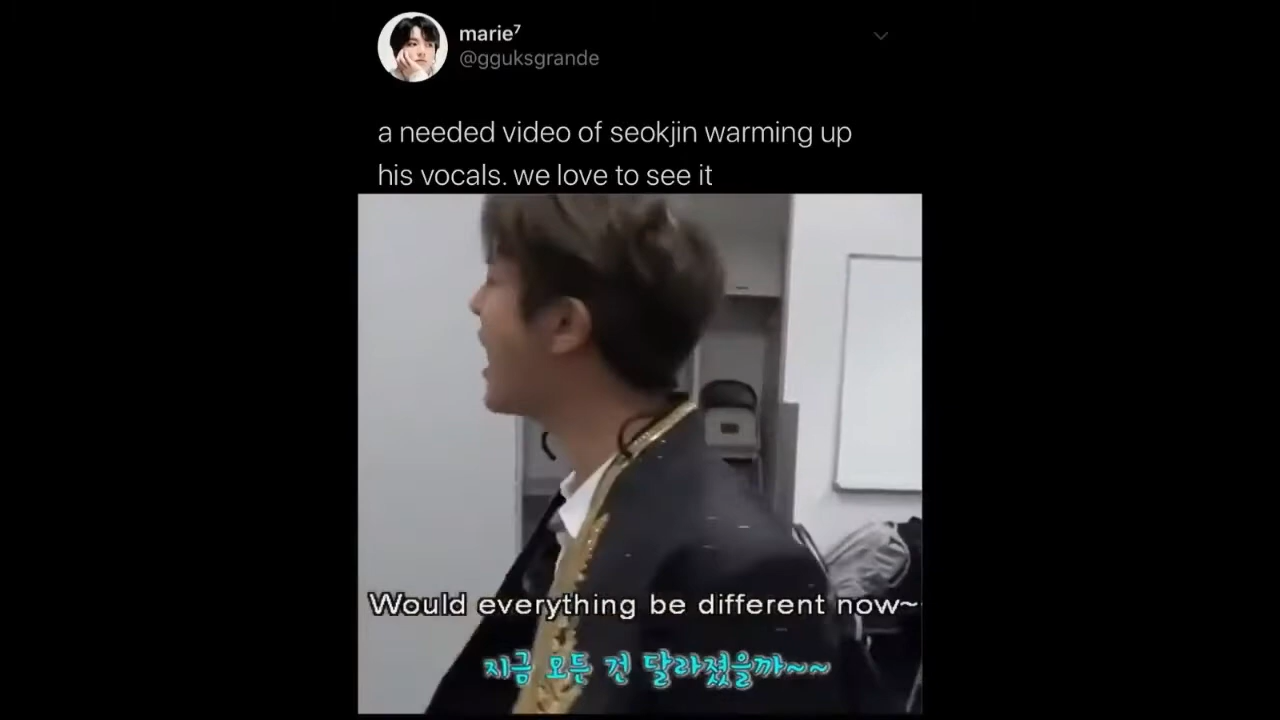 marie⁷
@gguksgrande
a needed video of seokjin warming up
his vocals. we love to see it
Would everything be different now~
지금 모든 건 달라졌을까~~